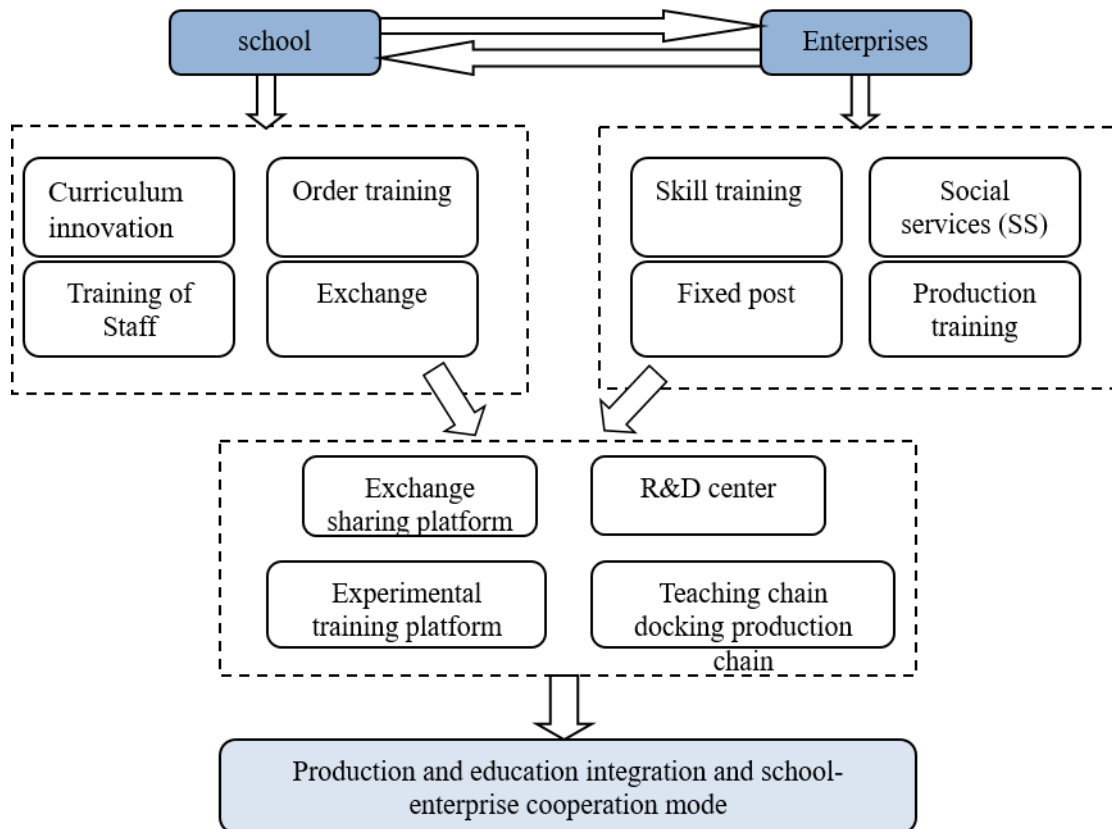 school
Enterprises
Curriculum
innovation
Order training
Training of
Staff
Exchange
Skill training
Social
services (SS)
Fixed post
Production
training
Exchange
sharing platform
R&D center
Experimental
training platform
Teaching chain
docking production
chain
Production and education integration and school-
enterprise cooperation mode